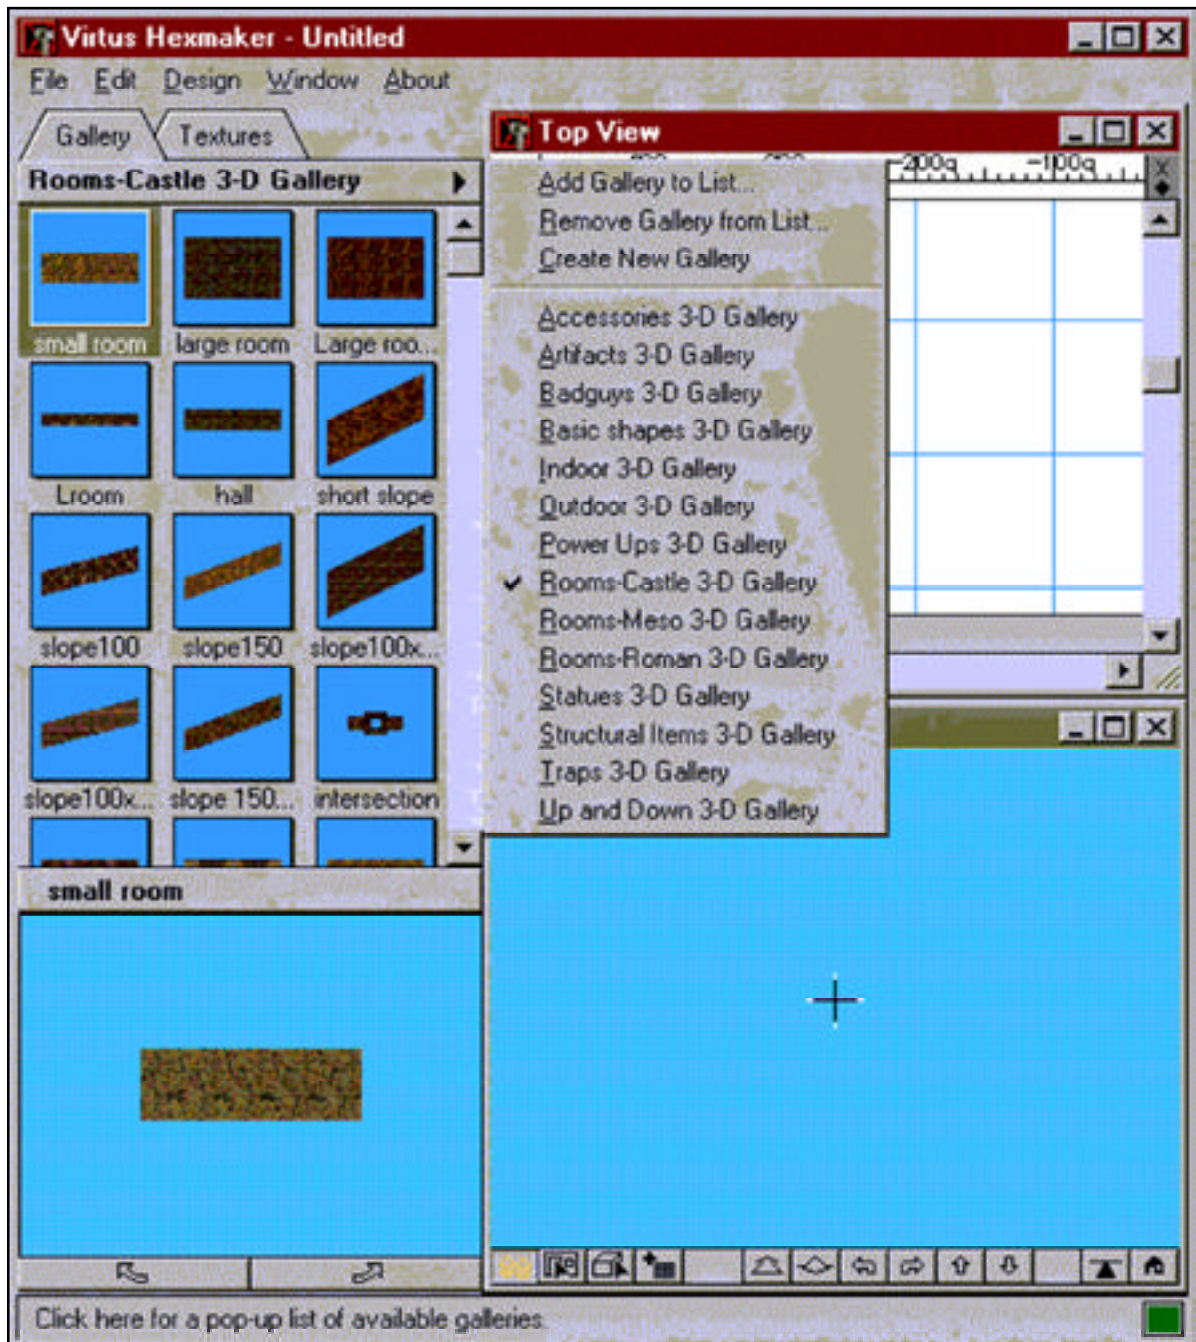 Virtus Hexmaker - Untitled
File Edit Design Window About
Gallery Textures
Rooms-Castle 3-D Gallery
small room large room Large roo...
Lroom hall short slope
slope100 slope150 slope100x...
slope100x... slope 150... intersection
small room
Top View
-200q -100q
Add Gallery to List...
Remove Gallery from List...
Create New Gallery
Accessories 3-D Gallery
Artifacts 3-D Gallery
Badguys 3-D Gallery
Basic shapes 3-D Gallery
Indoor 3-D Gallery
Outdoor 3-D Gallery
Power Ups 3-D Gallery
Rooms-Castle 3-D Gallery
Rooms-Meso 3-D Gallery
Rooms-Roman 3-D Gallery
Statues 3-D Gallery
Structural Items 3-D Gallery
Traps 3-D Gallery
Up and Down 3-D Gallery
Click here for a pop-up list of available galleries.